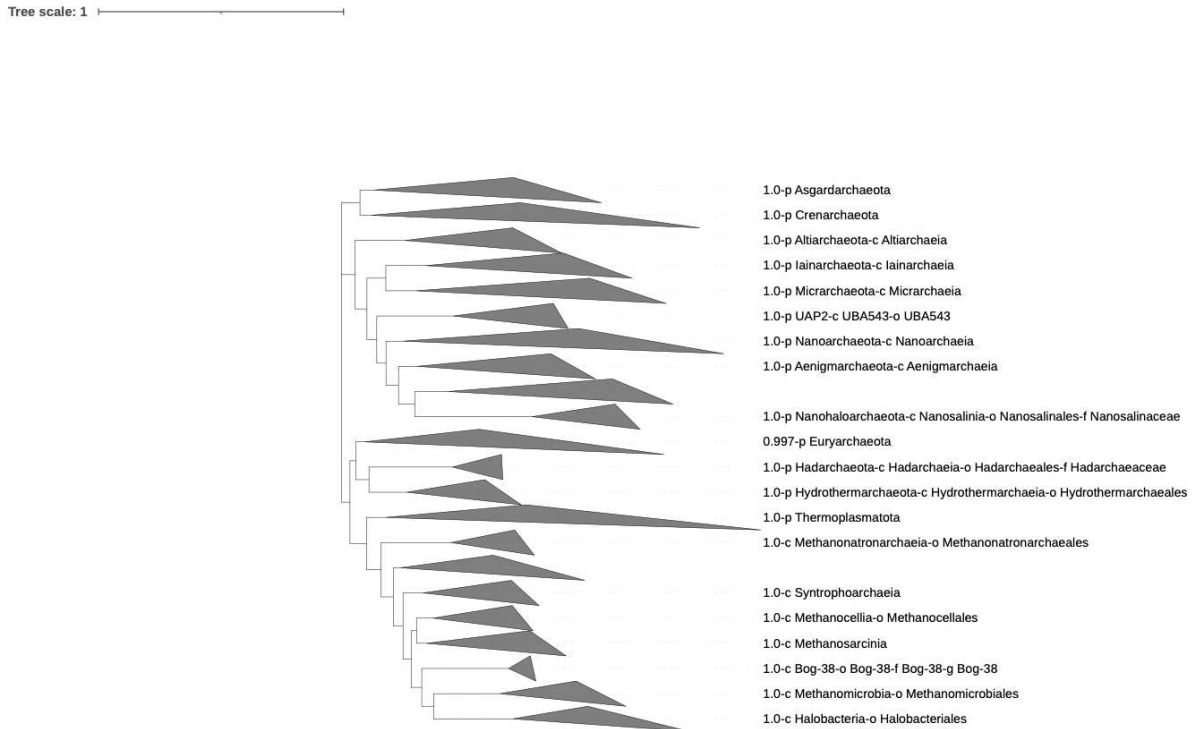 Tree scale: 1
1.0-p Asgardarchaeota
1.0-p Crenarchaeota
1.0-p Altiarchaeota-c Altiarchaeia
1.0-p Iainarchaeota-c Iainarchaeia
1.0-p Micrarchaeota-c Micrarchaeia
1.0-p UAP2-c UBA543-o UBA543
1.0-p Nanoarchaeota-c Nanoarchaeia
1.0-p Aenigmarchaeota-c Aenigmarchaeia
1.0-p Nanohaloarchaeota-c Nanosalinia-o Nanosalinales-f Nanosalinaceae
0.997-p Euryarchaeota
1.0-p Hadarchaeota-c Hadarchaeia-o Hadarchaeales-f Hadarchaeaceae
1.0-p Hydrothermarchaeota-c Hydrothermarchaeia-o Hydrothermarchaeales
1.0-p Thermoplasmatota
1.0-c Methanonatronarchaeia-o Methanonatronarchaeales
1.0-c Syntrophoarchaeia
1.0-c Methanocellia-o Methanocellales
1.0-c Methanosarcinia
1.0-c Bog-38-o Bog-38-f Bog-38-g Bog-38
1.0-c Methanomicrobia-o Methanomicrobiales
1.0-c Halobacteria-o Halobacteriales